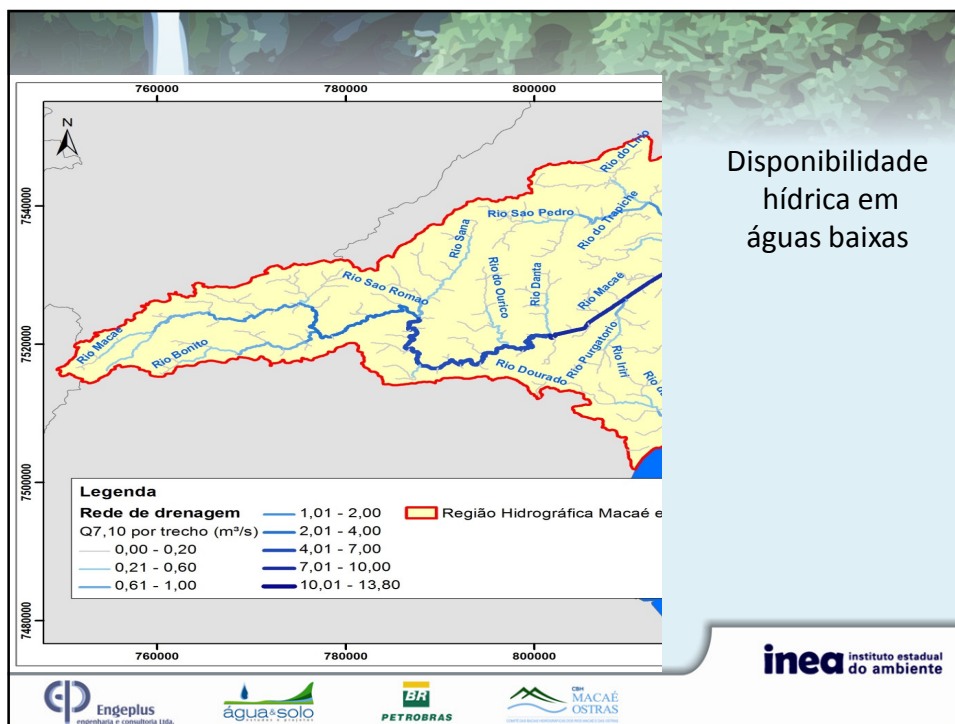 Disponibilidade
hídrica em
águas baixas
760000
780000
800000
N
7540000
7520000
7500000
7480000
Rio do Lírio
Rio Sao Pedro
Rio do Trapiche
Rio Sana
Rio Sao Romao
Rio do Ourico
Rio Danta
Rio Macaé
Rio Macaé
Rio Bonito
Rio Dourado
Rio Purgatorio
Rio Iriri
Legenda
Rede de drenagem
Q7,10 por trecho (m³/s)
0,00 - 0,20
0,21 - 0,60
0,61 - 1,00
1,01 - 2,00
2,01 - 4,00
4,01 - 7,00
7,01 - 10,00
10,01 - 13,80
Região Hidrográfica Macaé e
760000
780000
800000
inea instituto estadual
do ambiente
Engeplus
engenharia e consultoria ltda.
água&solo
estudos e projetos
BR
PETROBRAS
CBH
MACAÉ
OSTRAS